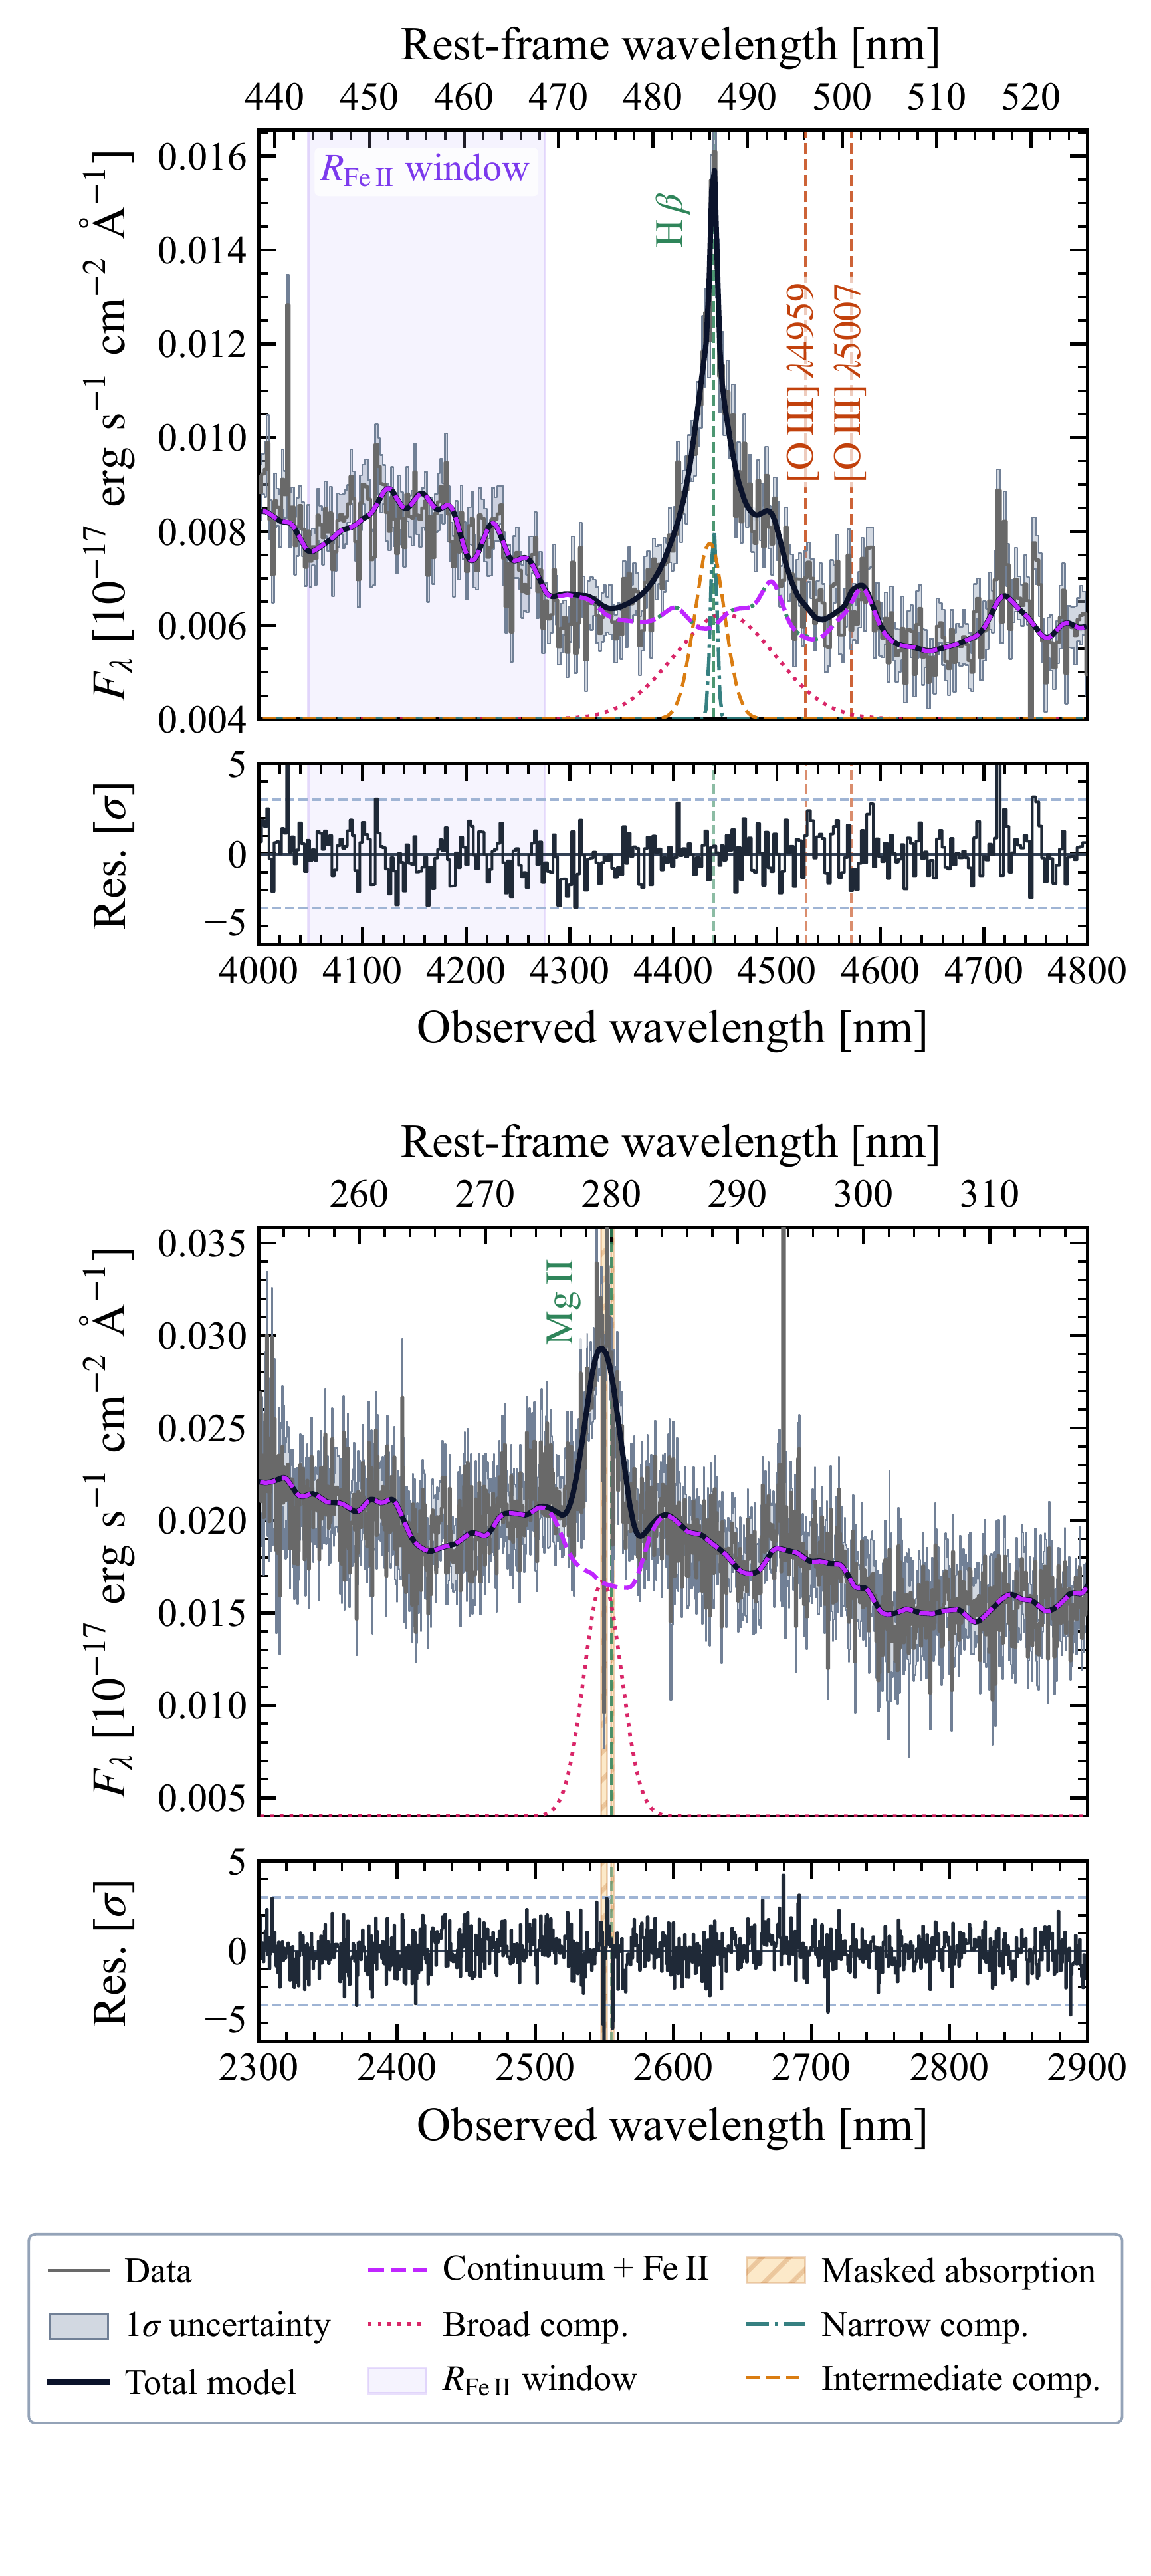 Rest-frame wavelength [nm]
440 450 460 470 480 490 500 510 520
F_λ [10⁻¹⁷ erg s⁻¹ cm⁻² Å⁻¹]
0.016
0.014
0.012
0.010
0.008
0.006
0.004
R_Fe II window
H β
[O III] λ4959
[O III] λ5007
Res. [σ]
5
0
−5
4000 4100 4200 4300 4400 4500 4600 4700 4800
Observed wavelength [nm]
Rest-frame wavelength [nm]
260 270 280 290 300 310
F_λ [10⁻¹⁷ erg s⁻¹ cm⁻² Å⁻¹]
0.035
0.030
0.025
0.020
0.015
0.010
0.005
Mg II
Res. [σ]
5
0
−5
2300 2400 2500 2600 2700 2800 2900
Observed wavelength [nm]
Data
1σ uncertainty
Total model
Continuum + Fe II
Broad comp.
R_Fe II window
Masked absorption
Narrow comp.
Intermediate comp.